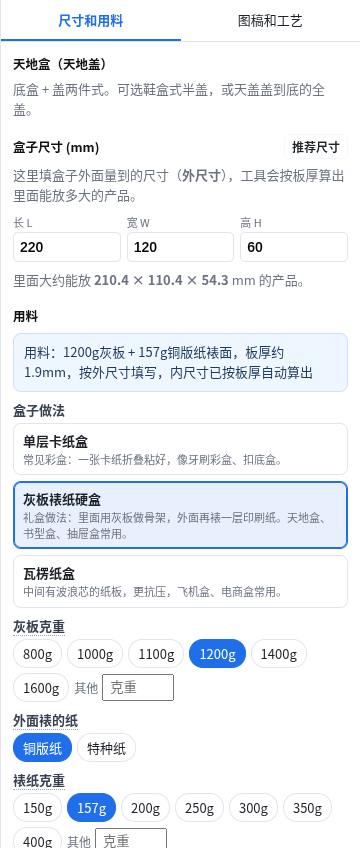 尺寸和用料 图稿和工艺
天地盒（天地盖）
底盒 + 盖两件式。可选鞋盒式半盖，或天盖盖到底的全
盖。
盒子尺寸 (mm) 推荐尺寸
这里填盒子外面量到的尺寸（外尺寸），工具会按板厚算出
里面能放多大的产品。
长 L 宽 W 高 H
220 120 60
里面大约能放 210.4 × 110.4 × 54.3 mm 的产品。
用料
用料：1200g灰板 + 157g铜版纸裱面，板厚约
1.9mm，按外尺寸填写，内尺寸已按板厚自动算出
盒子做法
单层卡纸盒
常见彩盒：一张卡纸折叠粘好，像牙刷彩盒、扣底盒。
灰板裱纸硬盒
礼盒做法：里面用灰板做骨架，外面再裱一层印刷纸。天地盒、
书型盒、抽屉盒常用。
瓦楞纸盒
中间有波浪芯的纸板，更抗压，飞机盒、电商盒常用。
灰板克重
800g 1000g 1100g 1200g 1400g
1600g 其他 克重
外面裱的纸
铜版纸 特种纸
裱纸克重
150g 157g 200g 250g 300g 350g
400g 其他 克重